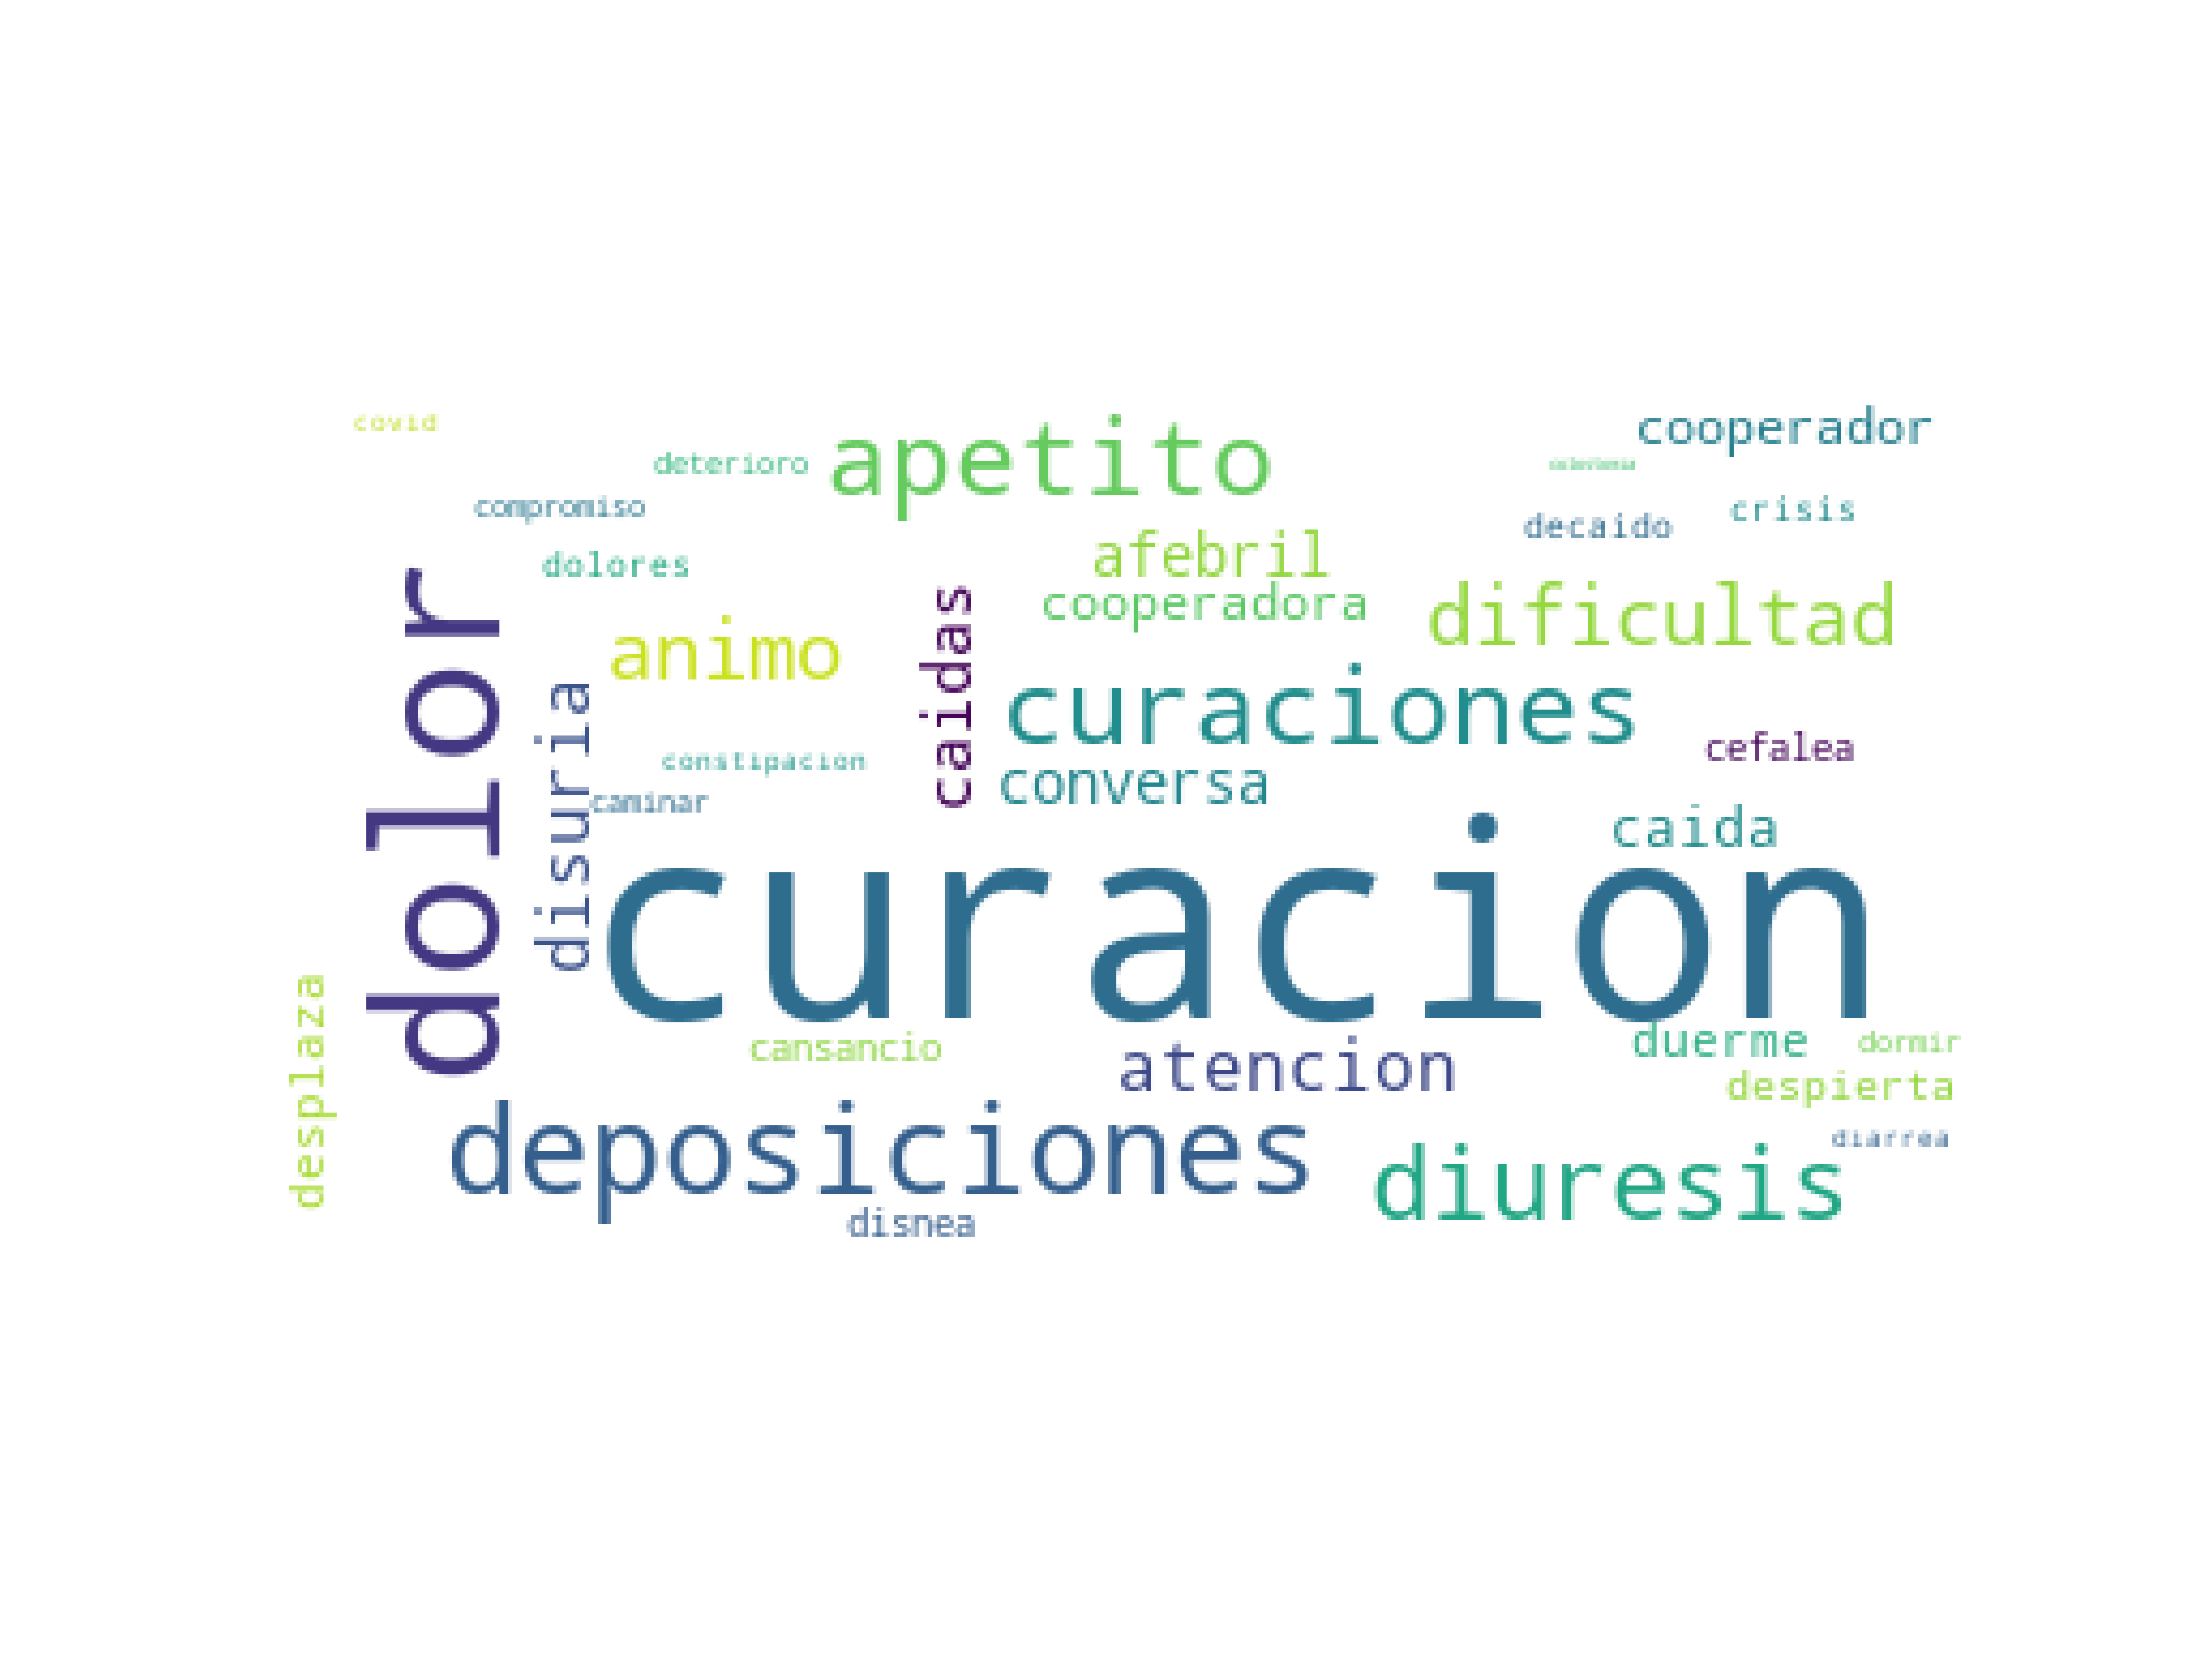 covid
apetito
cooperador
deterioro
compromiso
crisis
decaido
dolores
afebril
cooperadora
dificultad
dolor
animo
caidas
disuria
curaciones
cefalea
constipacion
conversa
caminar
caida
curacion
desplaza
cansancio
atencion
duerme
dormir
despierta
deposiciones
diuresis
diarrea
disnea